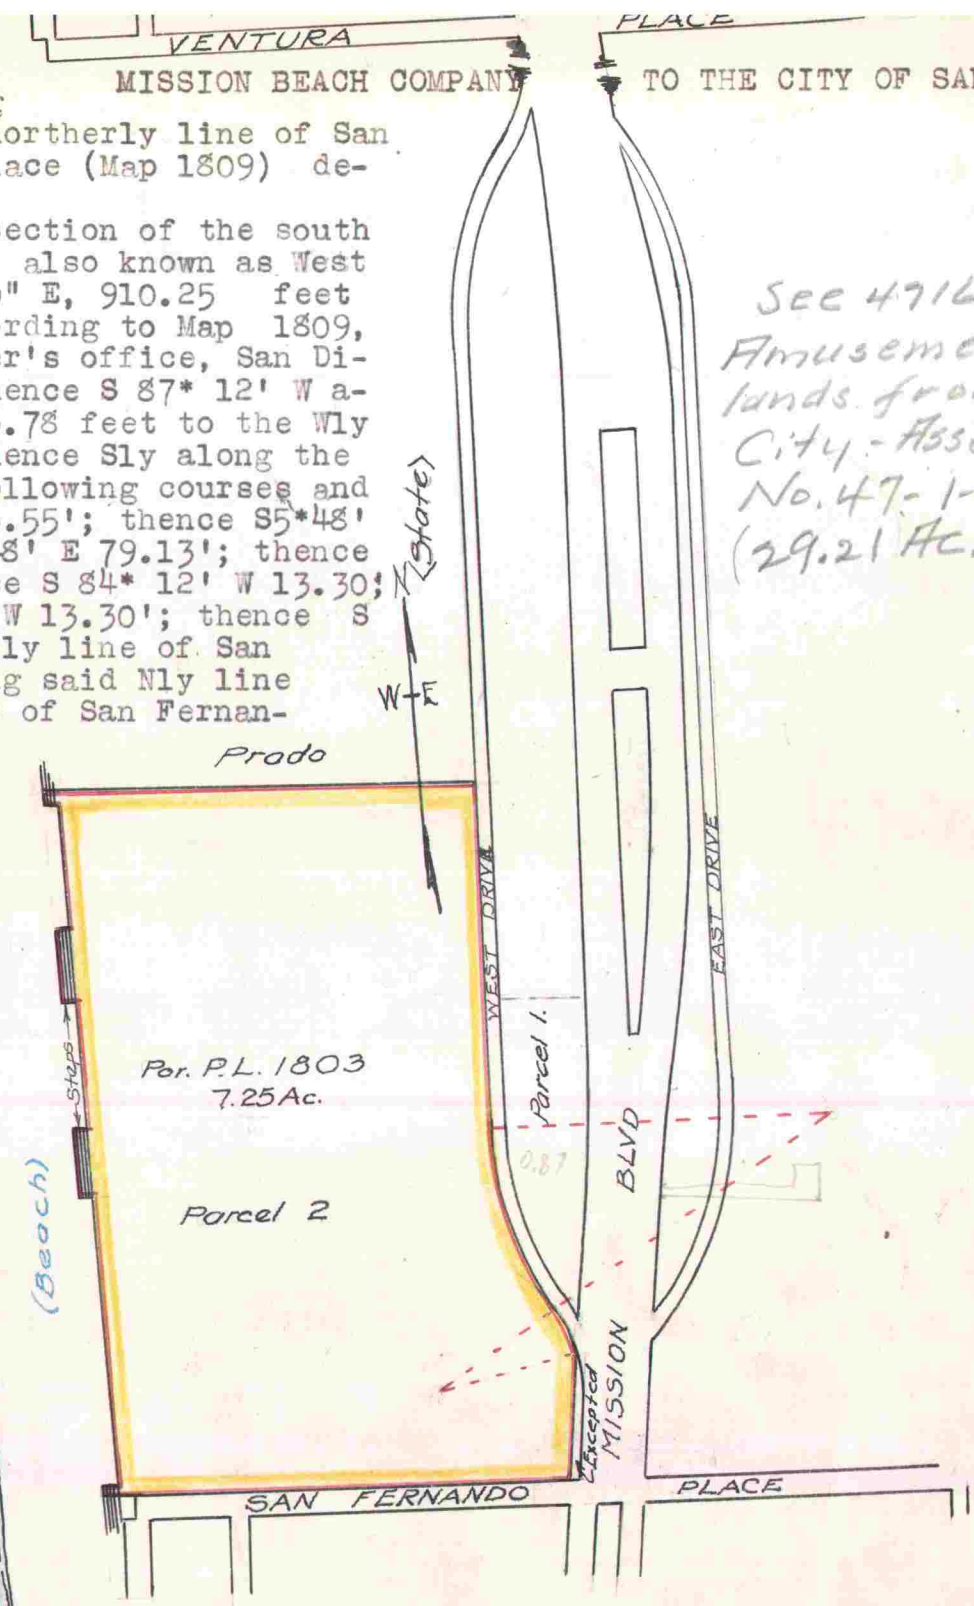 VENTURA PLACE
MISSION BEACH COMPANY TO THE CITY OF SAN
ortherly line of San
ace (Map 1809) de-
section of the south
also known as West
" E, 910.25 feet
rding to Map 1809,
er's office, San Di-
ence S 87* 12' W a-
.78 feet to the Wly
ence Sly along the
llowing courses and
.55'; thence S5*48'
8' E 79.13'; thence
e S 84* 12' W 13.30;
W 13.30'; thence S
ly line of San
g said Nly line
of San Fernan-
See 4916
Amuseme
lands from
City - Asse
No. 47-1-
(29.21 Ac.
(State)
W E
Prado
WEST DRIVE
EAST DRIVE
Steps
Por. P.L. 1803
7.25 Ac.
Parcel 1.
0.87
BLVD
Parcel 2
(Beach)
MISSION
Excepted
SAN FERNANDO PLACE